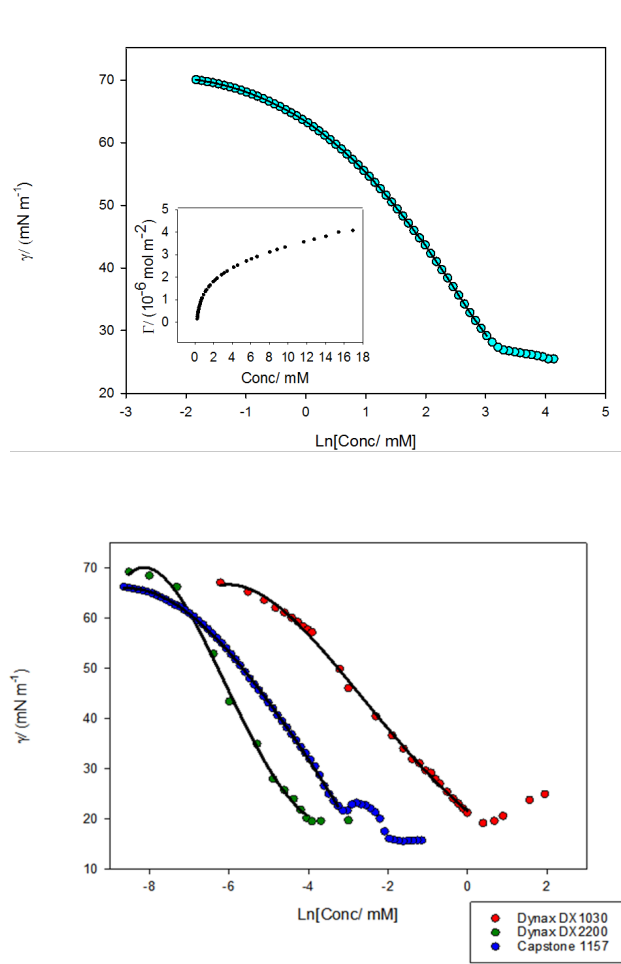 70
60
50
40
30
20
γ/ (mN m-1)
5
4
3
2
1
0
Γ/ (10-6 mol m-2)
0 2 4 6 8 10 12 14 16 18
Conc/ mM
-3 -2 -1 0 1 2 3 4 5
Ln[Conc/ mM]
70
60
50
40
30
20
10
γ/ (mN m-1)
-8 -6 -4 -2 0 2
Ln[Conc/ mM]
Dynax DX1030
Dynax DX2200
Capstone 1157